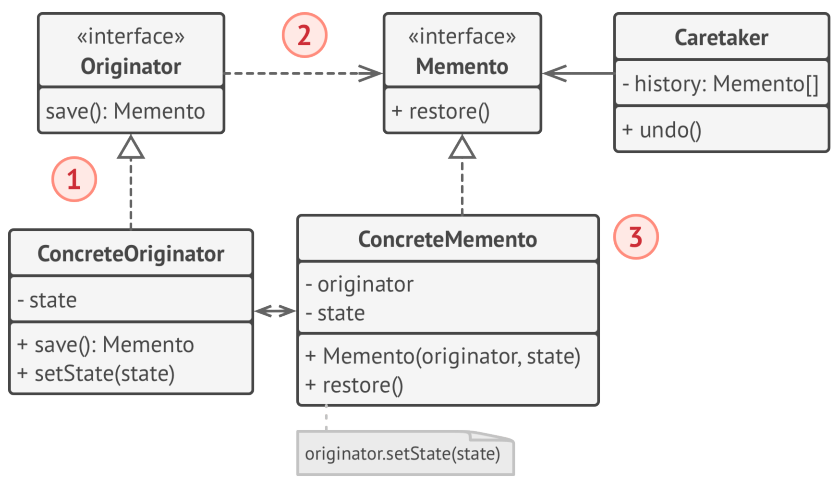 «interface»
Originator
save(): Memento
2
«interface»
Memento
+ restore()
Caretaker
- history: Memento[]
+ undo()
1
ConcreteOriginator
- state
+ save(): Memento
+ setState(state)
ConcreteMemento
- originator
- state
+ Memento(originator, state)
+ restore()
3
originator.setState(state)